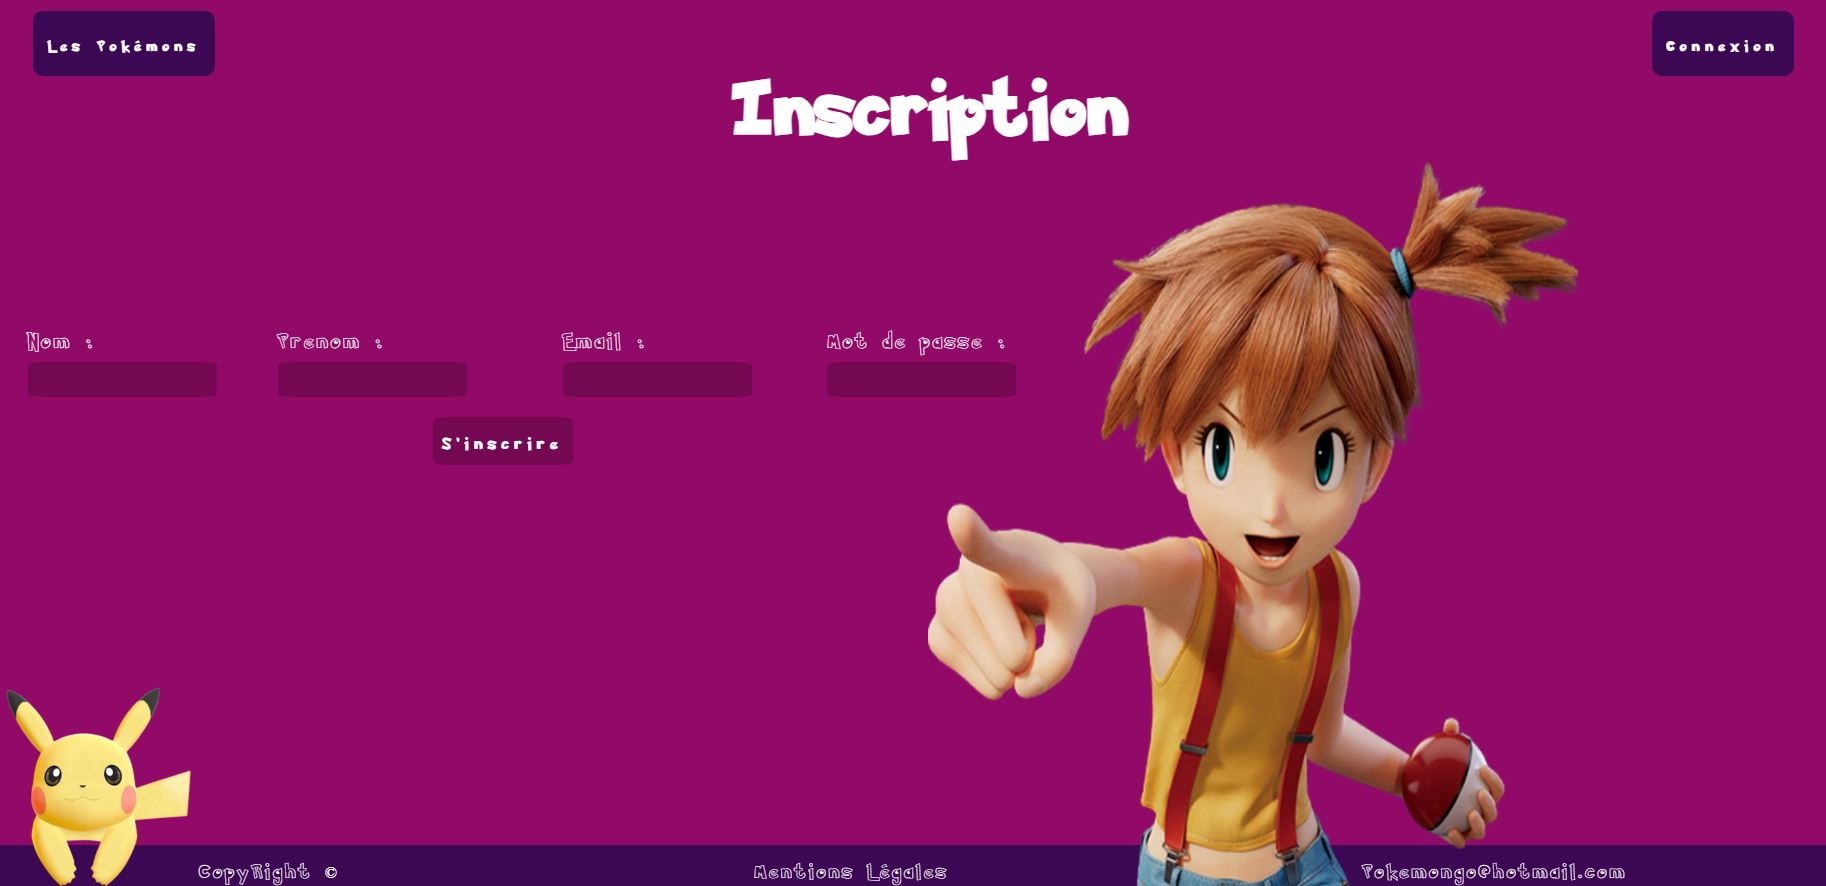 Les Pokémons
Connexion
Inscription
Nom :
Prenom :
Email :
Mot de passe :
S'inscrire
CopyRight ©
Mentions Légales
Pokemongo@hotmail.com